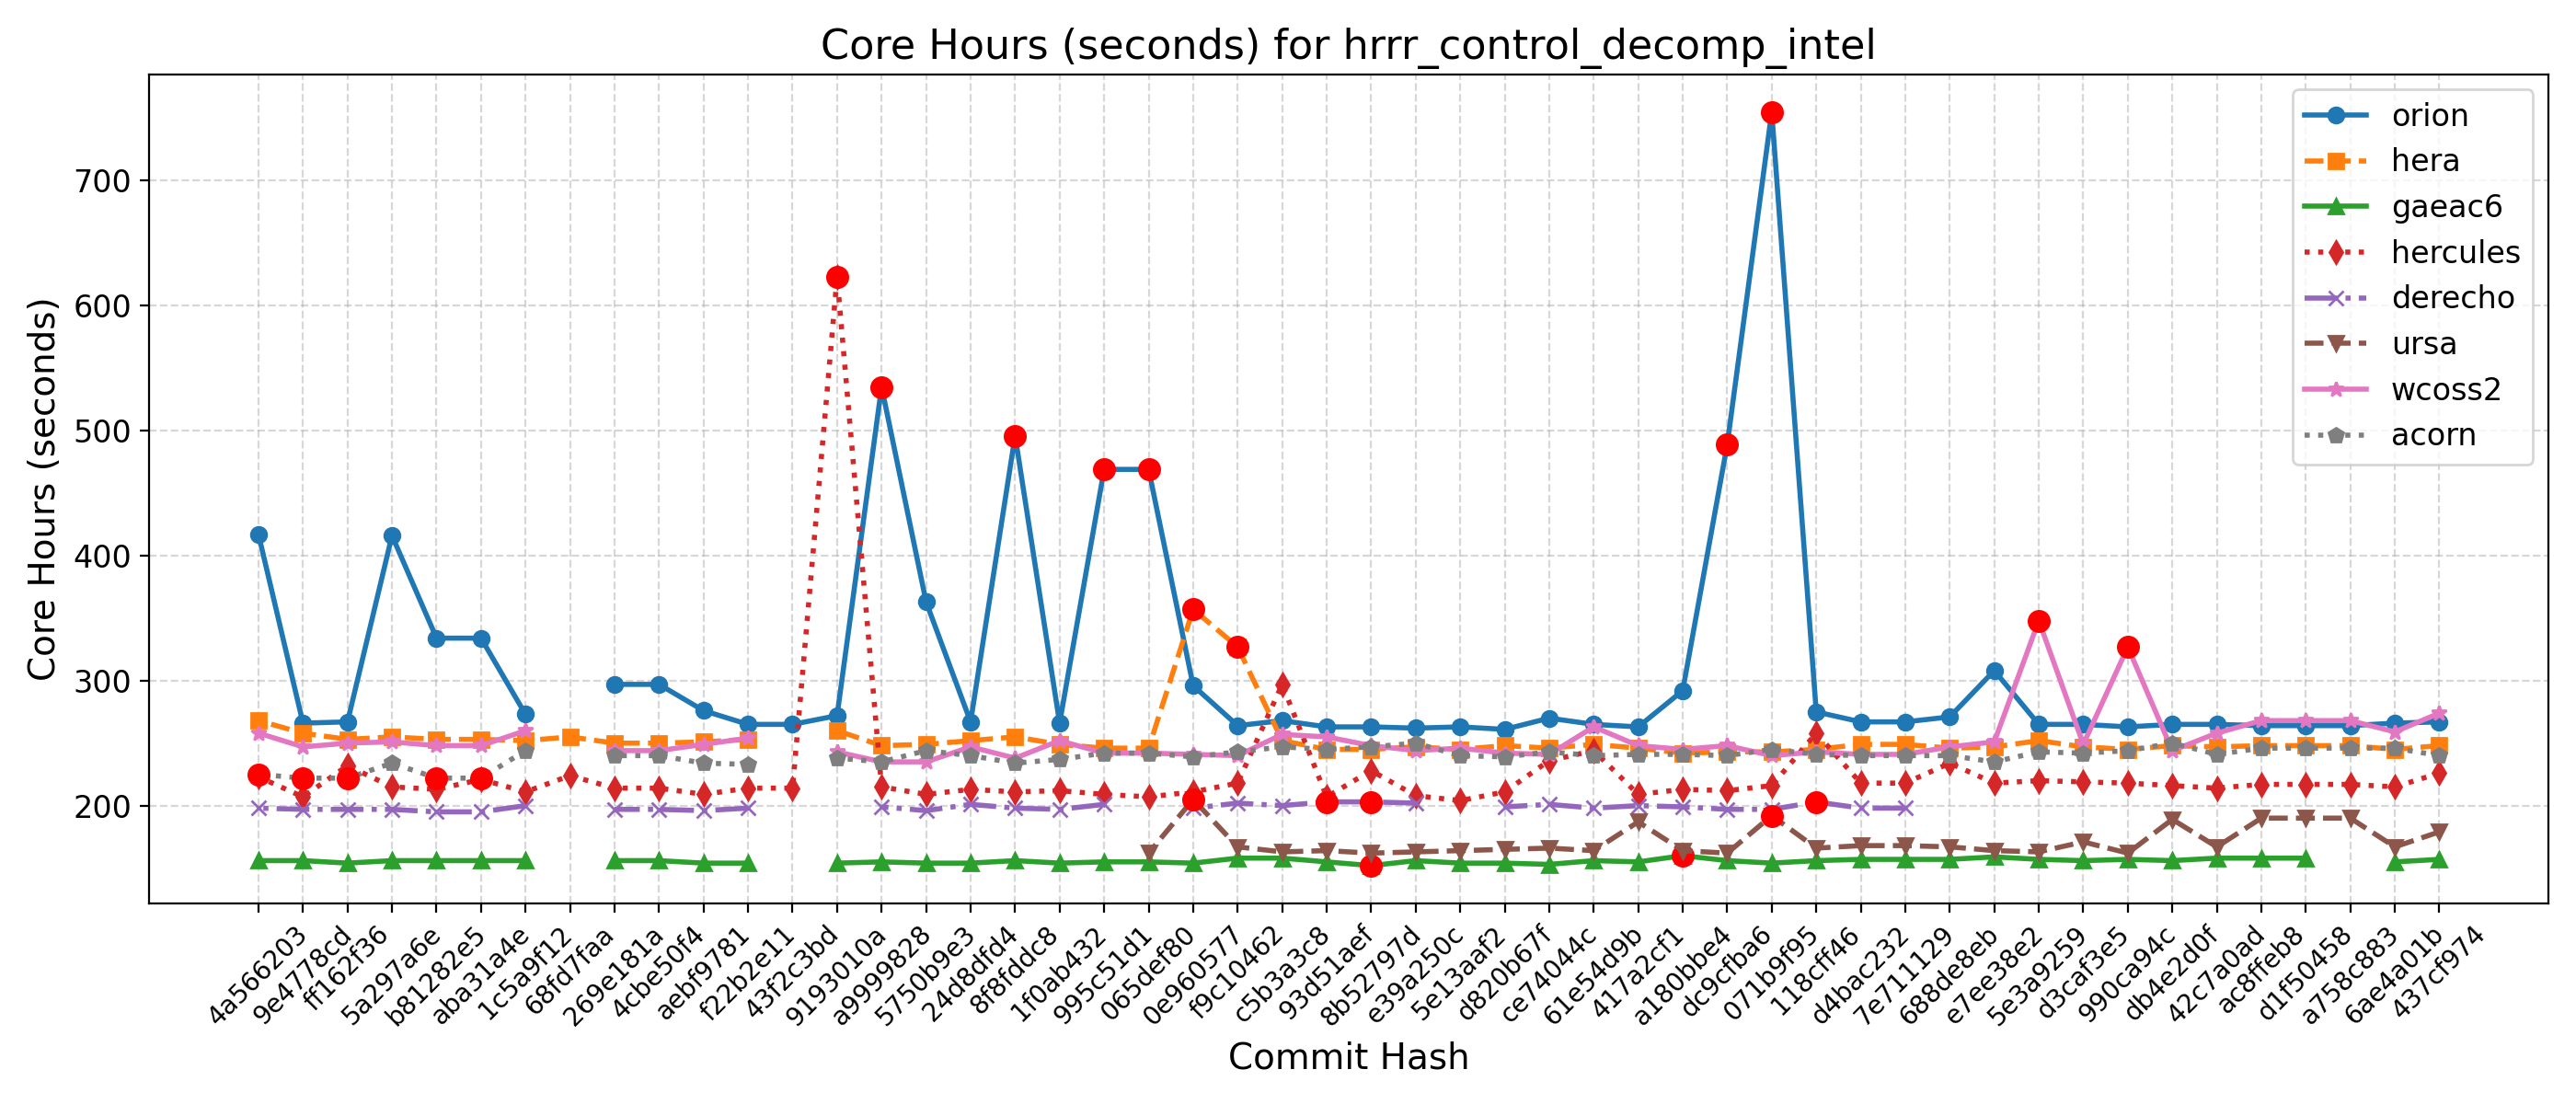 Core Hours (seconds) for hrrr_control_decomp_intel
Core Hours (seconds)
700
600
500
400
300
200
orion
hera
gaeac6
hercules
derecho
ursa
wcoss2
acorn
4a566203
9e4778cd
ff162f36
5a297a6e
b81282e5
aba31a4e
1c5a9f12
68fd7faa
269e181a
4cbe50f4
aebf9781
f22b2e11
43f2c3bd
9193010a
a9999828
5750b9e3
24d8dfd4
8f8fddc8
1f0ab432
995c51d1
065def80
0e960577
f9c10462
c5b3a3c8
93d51aef
8b52797d
e39a250c
5e13aaf2
d820b67f
ce74044c
61e54d9b
417a2cf1
a180bbe4
dc9cfba6
071b9f95
118cff46
d4bac232
7e711129
688de8eb
e7ee38e2
5e3a9259
d3caf3e5
990ca94c
db4e2d0f
42c7a0ad
ac8ffeb8
d1f50458
a758c883
6ae4a01b
437cf974
Commit Hash